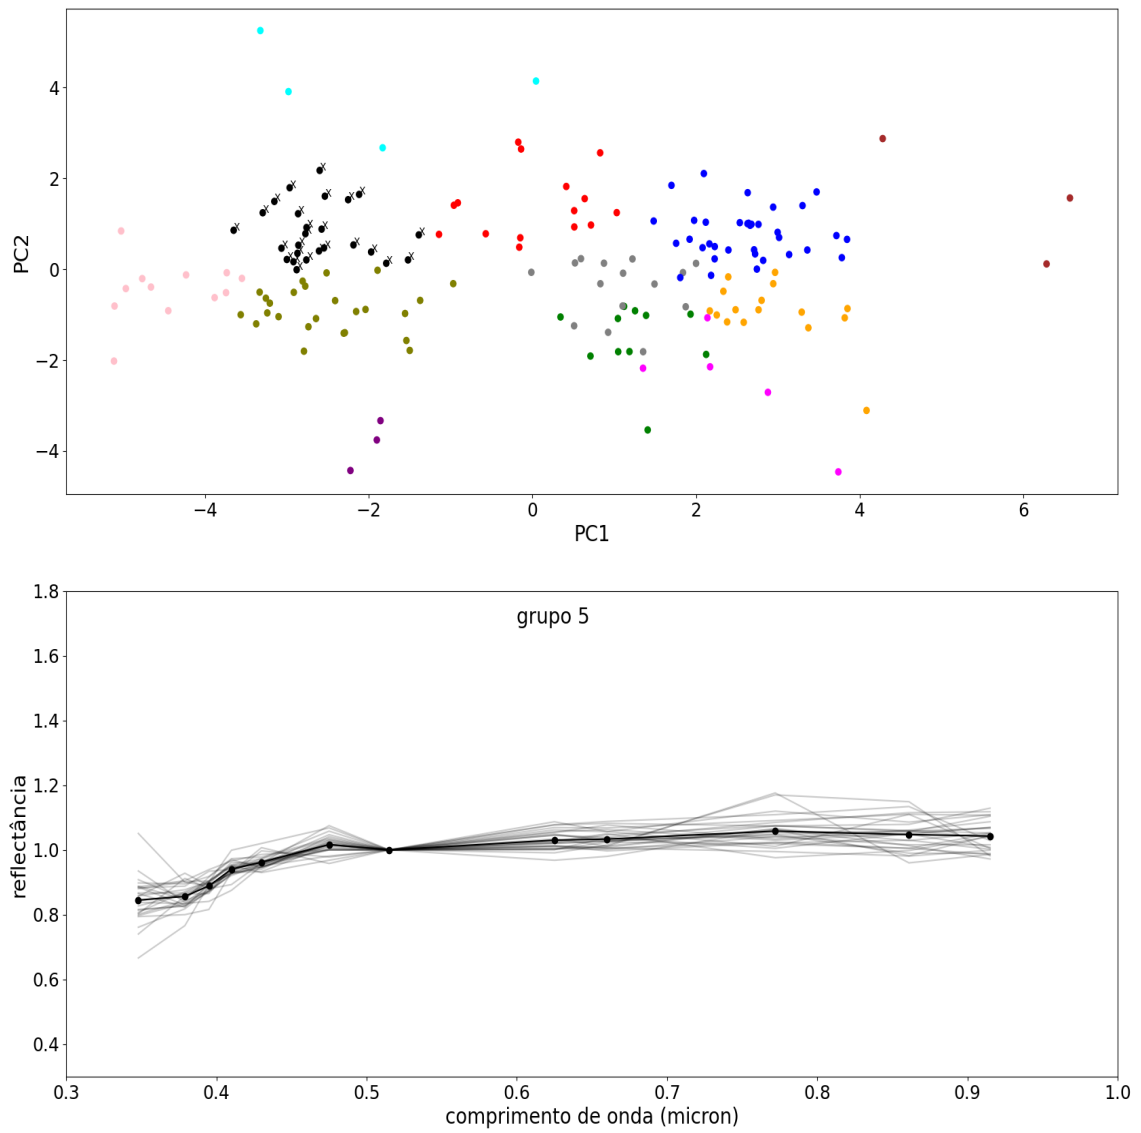 4
2
0
−2
−4
PC2
−4 −2 0 2 4 6
PC1
grupo 5
1.8
1.6
1.4
1.2
1.0
0.8
0.6
0.4
reflectância
0.3 0.4 0.5 0.6 0.7 0.8 0.9 1.0
comprimento de onda (micron)